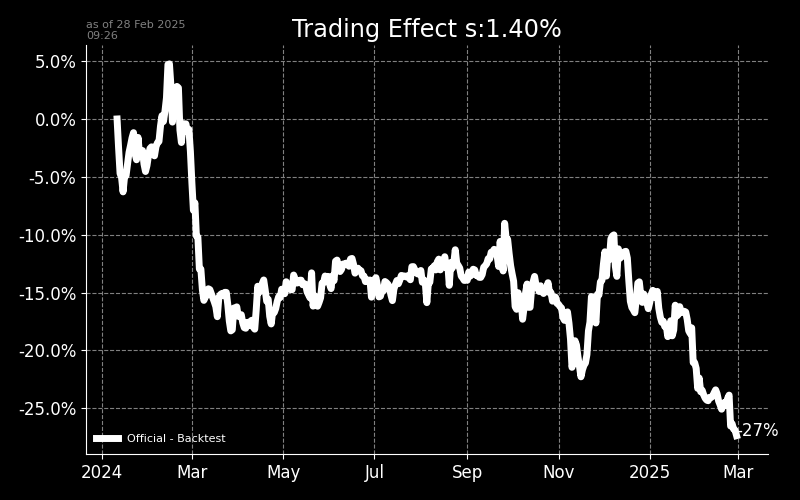 as of 28 Feb 2025
09:26
Trading Effect s:1.40%
5.0%
0.0%
-5.0%
-10.0%
-15.0%
-20.0%
-25.0%
Official - Backtest
-27%
2024
Mar
May
Jul
Sep
Nov
2025
Mar